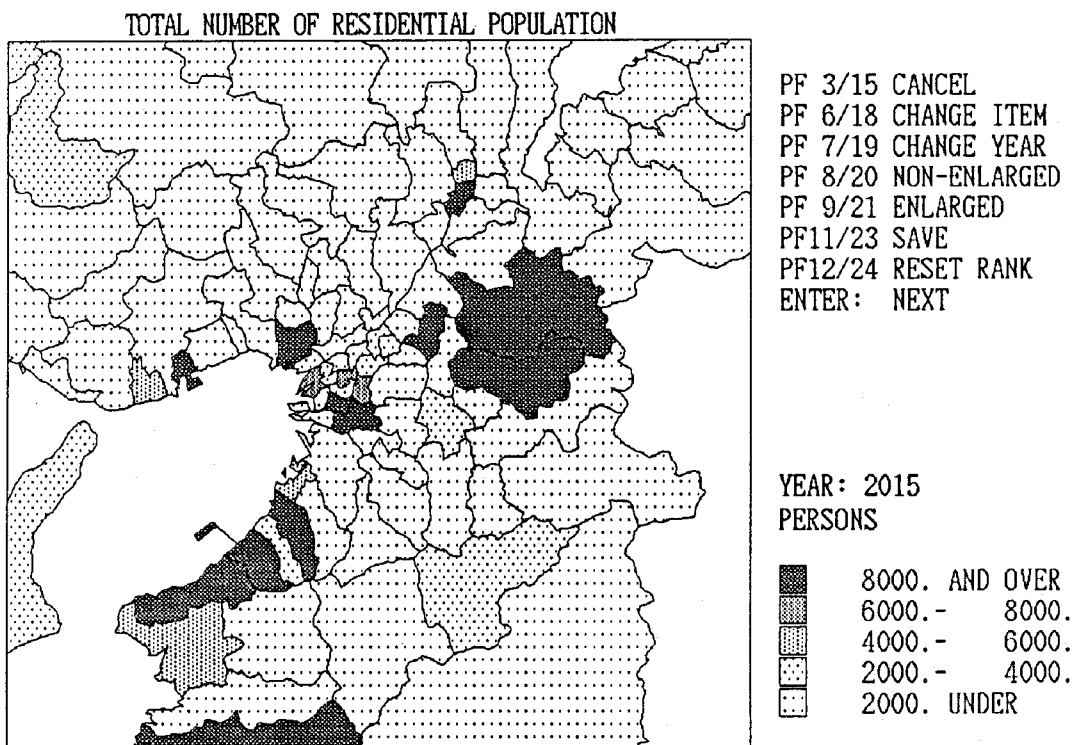 TOTAL NUMBER OF RESIDENTIAL POPULATION
PF 3/15 CANCEL
PF 6/18 CHANGE ITEM
PF 7/19 CHANGE YEAR
PF 8/20 NON-ENLARGED
PF 9/21 ENLARGED
PF11/23 SAVE
PF12/24 RESET RANK
ENTER: NEXT
YEAR: 2015
PERSONS
8000. AND OVER
6000.- 8000.
4000.- 6000.
2000.- 4000.
2000. UNDER